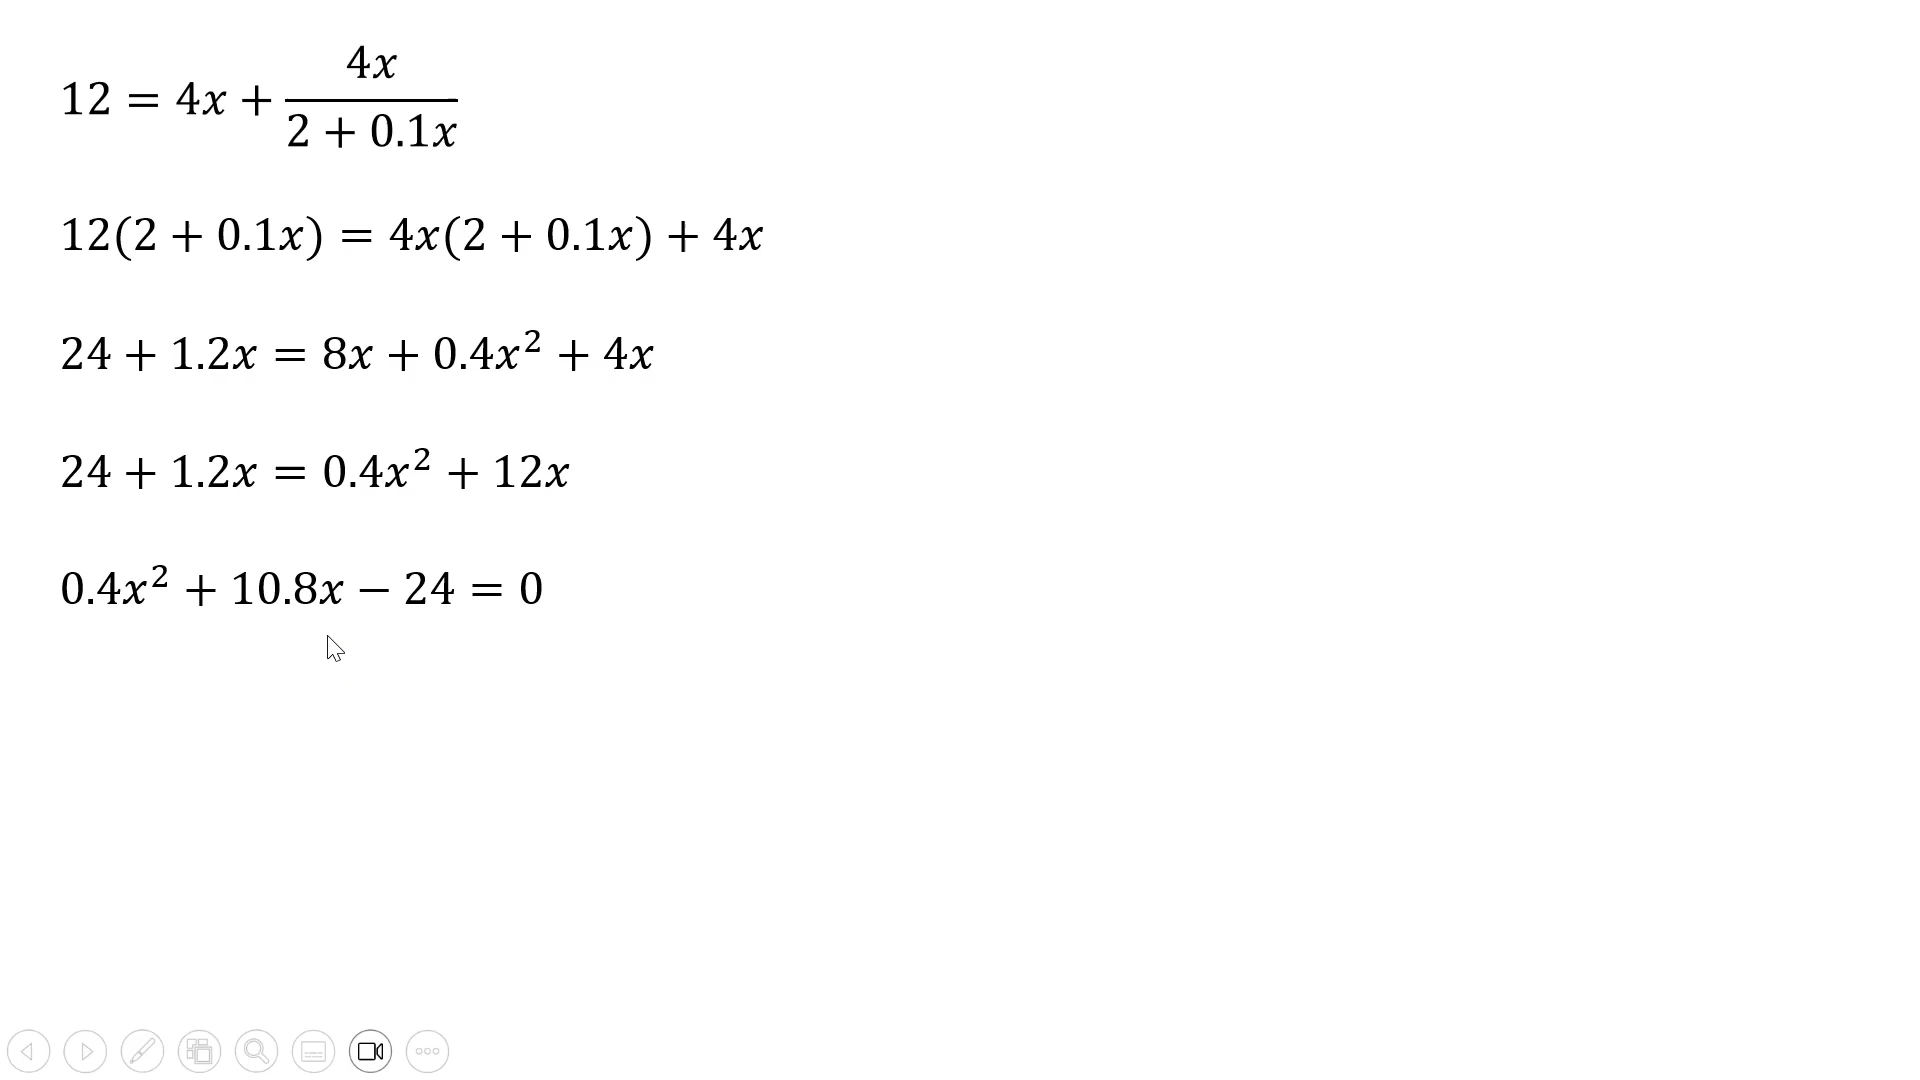 12 = 4x + \frac{4x}{2 + 0.1x}
12(2 + 0.1x) = 4x(2 + 0.1x) + 4x
24 + 1.2x = 8x + 0.4x² + 4x
24 + 1.2x = 0.4x² + 12x
0.4x² + 10.8x − 24 = 0